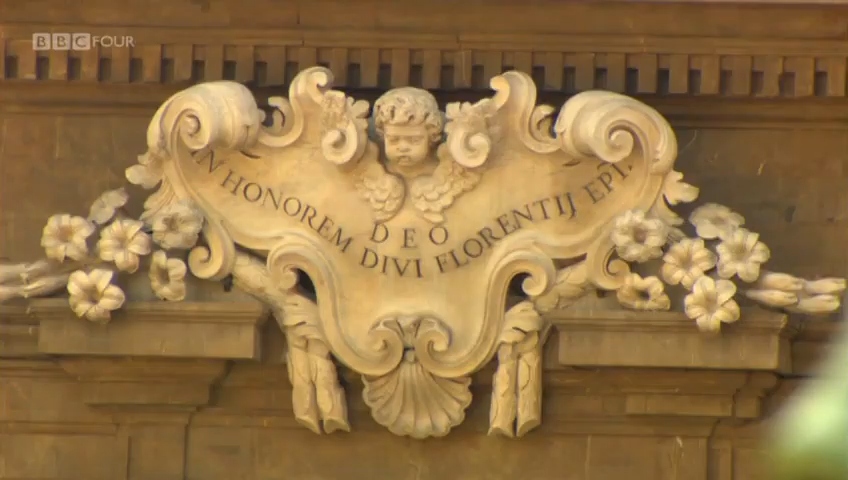 BBC FOUR
DEO
IN HONOREM DIVI FLORENTIJ EPI.